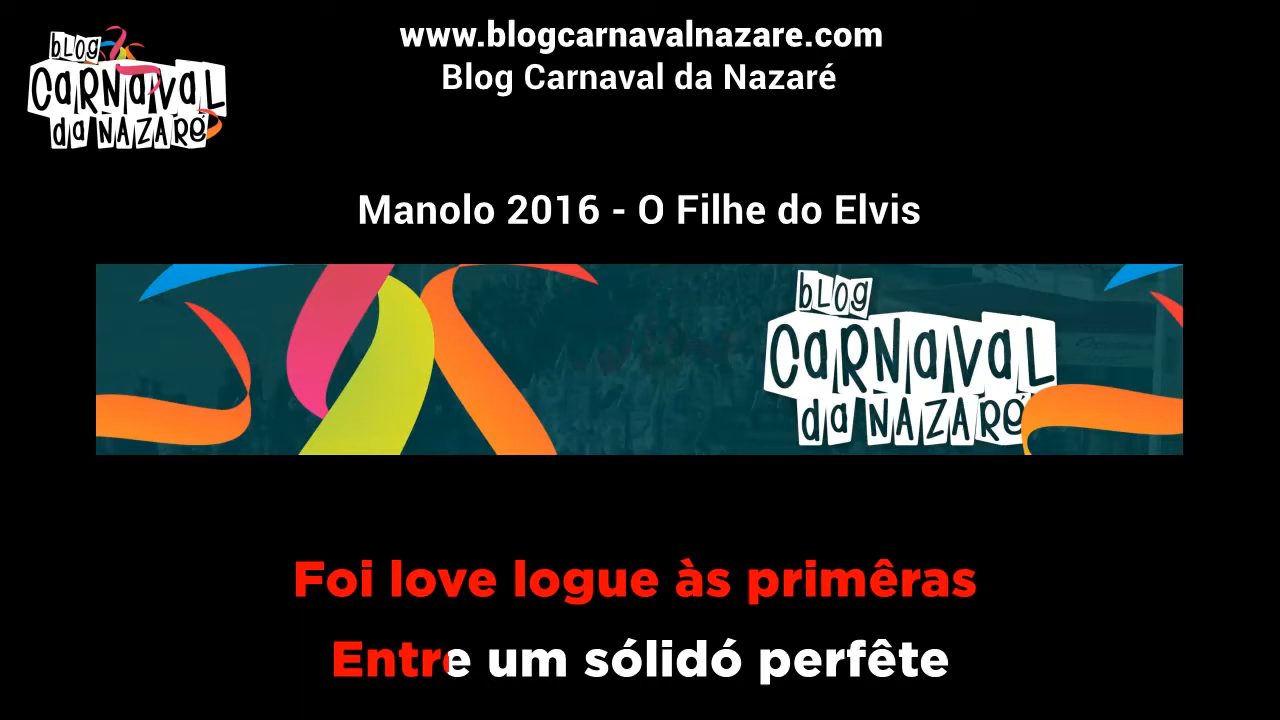 www.blogcarnavalnazare.com
Blog Carnaval da Nazaré
BLOG
CARNAVAL
da NAZARé
Manolo 2016 - O Filhe do Elvis
BLOG
CARNAVAL
da NAZARé
Foi love logue às primêras
Entre um sólidó perfête